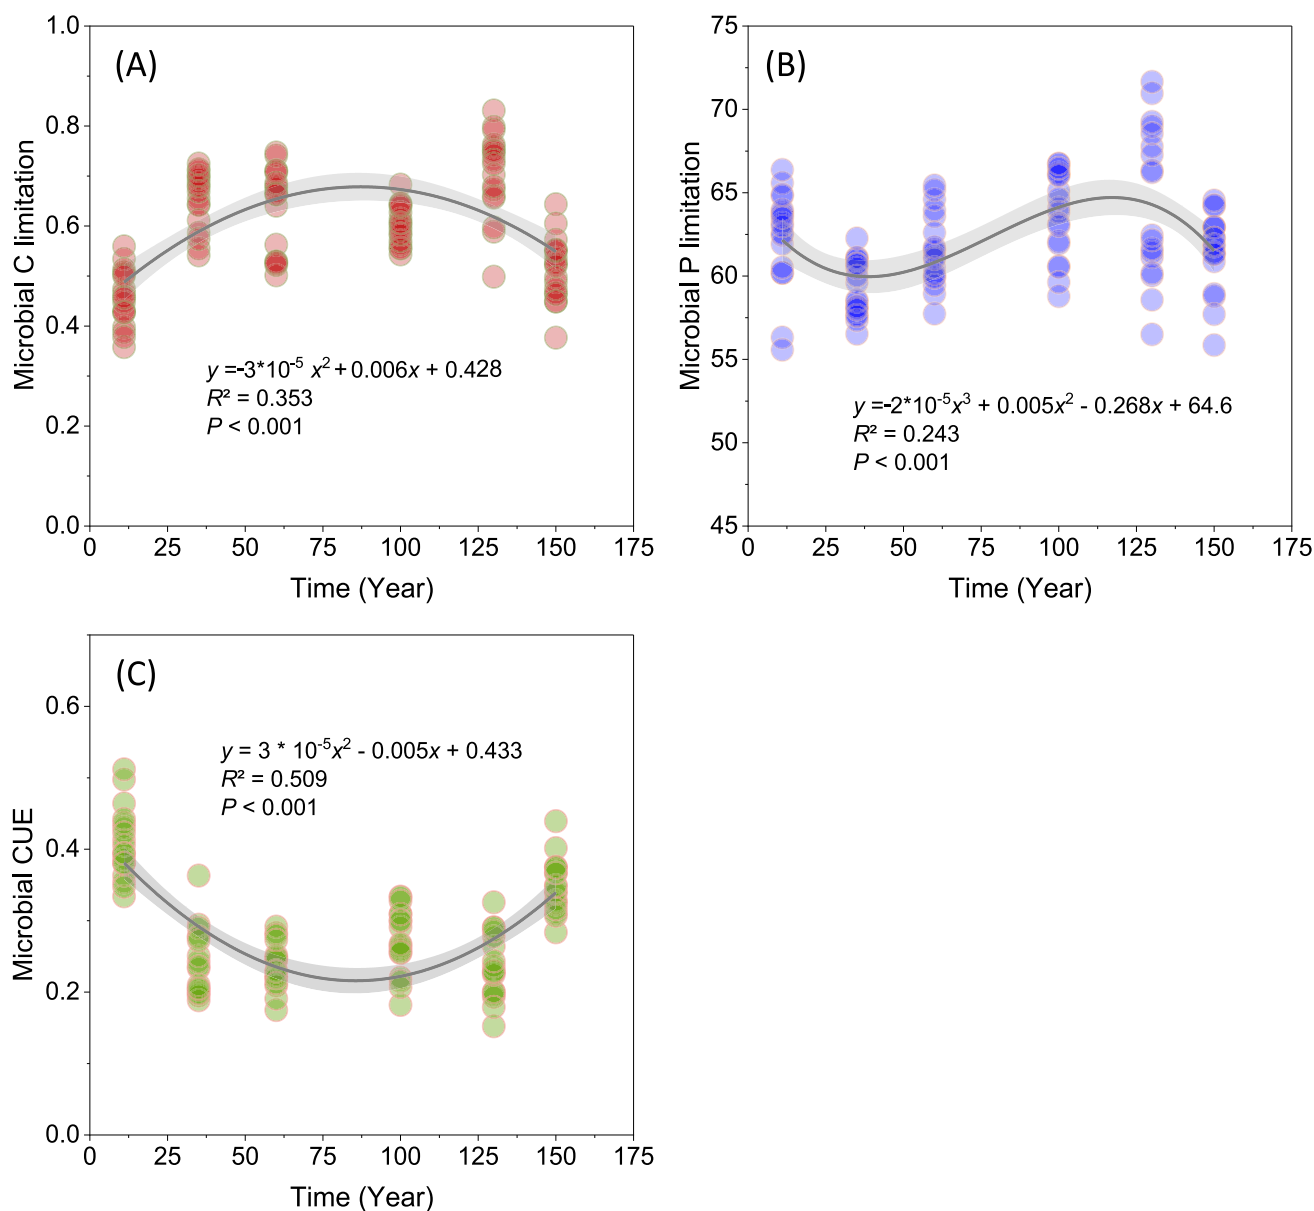 (A)
Microbial C limitation
1.0
0.8
0.6
0.4
0.2
0.0
y =-3*10⁻⁵ x² + 0.006x + 0.428
R² = 0.353
P < 0.001
0 25 50 75 100 125 150 175
Time (Year)
(B)
Microbial P limitation
75
70
65
60
55
50
45
y =-2*10⁻⁵x³ + 0.005x² - 0.268x + 64.6
R² = 0.243
P < 0.001
0 25 50 75 100 125 150 175
Time (Year)
(C)
Microbial CUE
0.6
0.4
0.2
0.0
y = 3 * 10⁻⁵x² - 0.005x + 0.433
R² = 0.509
P < 0.001
0 25 50 75 100 125 150 175
Time (Year)